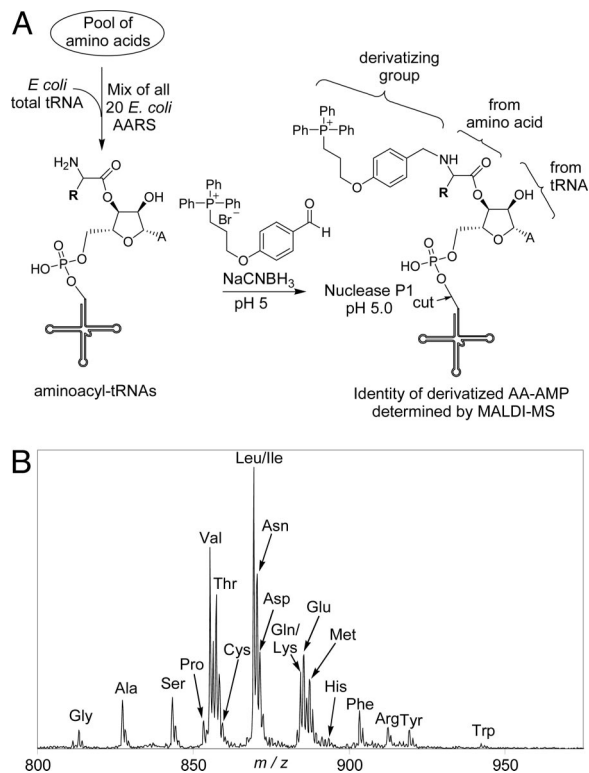 A
Pool of
amino acids
E coli
total tRNA
Mix of all
20 E. coli
AARS
H2N
O
R
O
OH
O
A
O
O
P
HO
O
aminoacyl-tRNAs
Ph
Ph P+ Ph
Br−
O
O
NaCNBH3
pH 5
derivatizing
group
from
amino acid
from
tRNA
Ph
Ph P+ Ph
O
NH
O
R
O
OH
O
A
O
O
P
HO
O
Nuclease P1
pH 5.0
cut
Identity of derivatized AA-AMP
determined by MALDI-MS
B
Leu/Ile
Val
Asn
Thr
Asp
Glu
Gln/
Lys
Met
Cys
Pro
Ser
Ala
Gly
His
Phe
Arg
Tyr
Trp
800
850
m / z
900
950